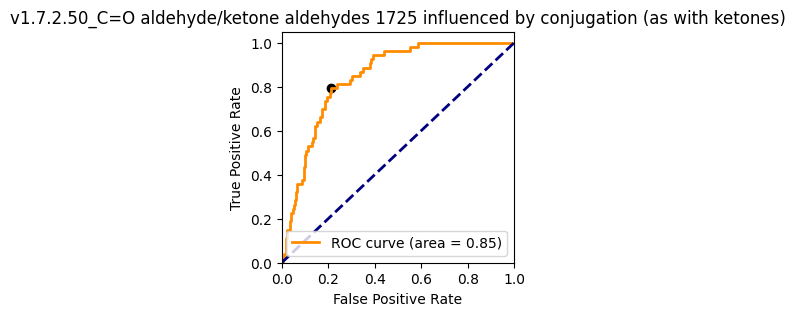 v1.7.2.50_C=O aldehyde/ketone aldehydes 1725 influenced by conjugation (as with ketones)
1.0
0.8
0.6
0.4
0.2
0.0
True Positive Rate
ROC curve (area = 0.85)
0.0 0.2 0.4 0.6 0.8 1.0
False Positive Rate